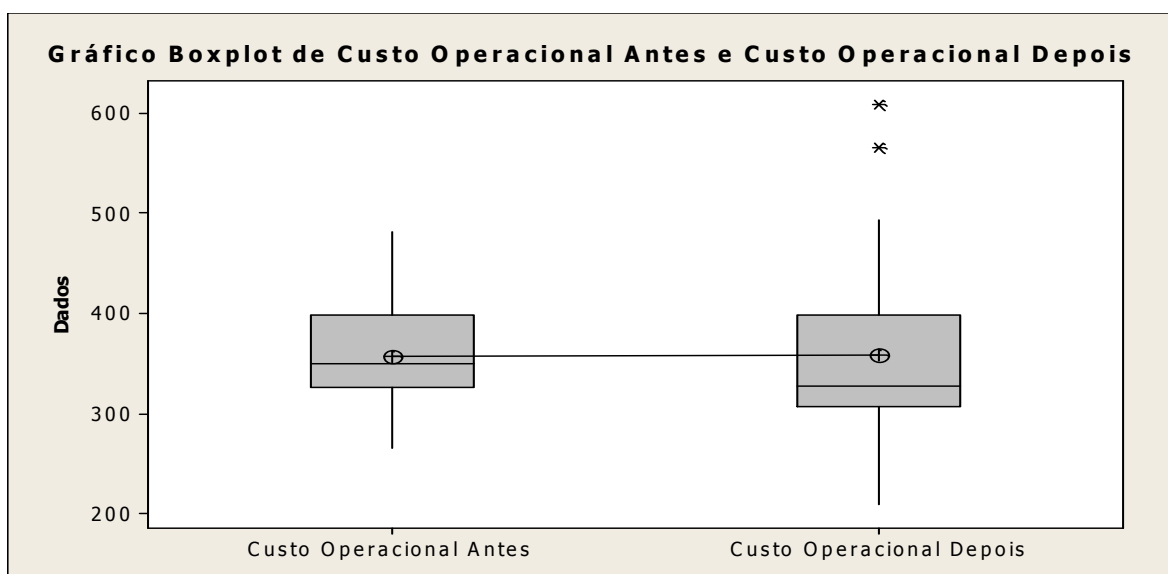 Gráfico Boxplot de Custo Operacional Antes e Custo Operacional Depois
600
500
400
300
200
Dados
Custo Operacional Antes
Custo Operacional Depois